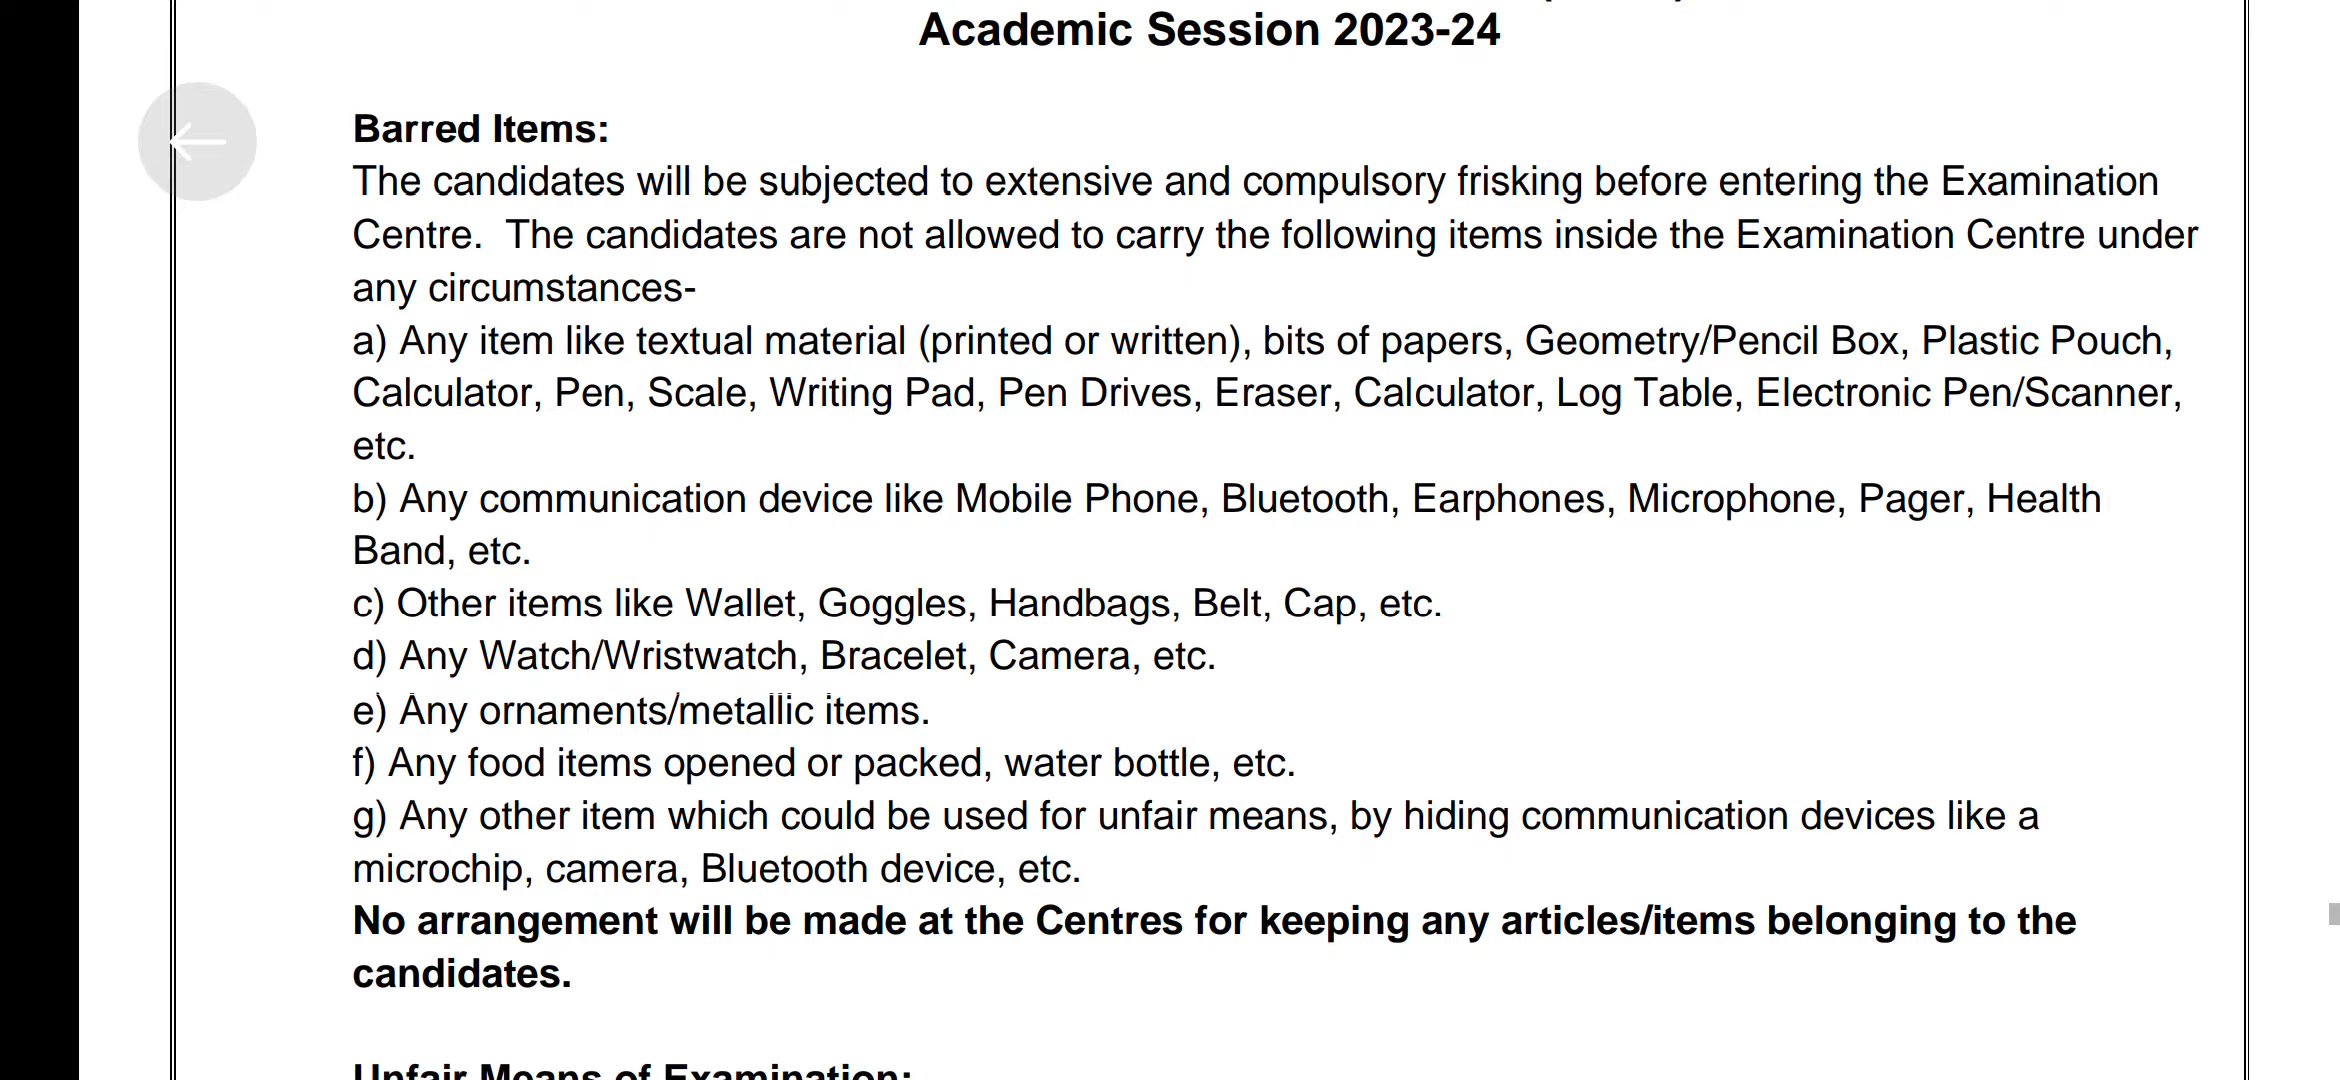 Academic Session 2023-24
Barred Items:
The candidates will be subjected to extensive and compulsory frisking before entering the Examination
Centre.  The candidates are not allowed to carry the following items inside the Examination Centre under
any circumstances-
a) Any item like textual material (printed or written), bits of papers, Geometry/Pencil Box, Plastic Pouch,
Calculator, Pen, Scale, Writing Pad, Pen Drives, Eraser, Calculator, Log Table, Electronic Pen/Scanner,
etc.
b) Any communication device like Mobile Phone, Bluetooth, Earphones, Microphone, Pager, Health
Band, etc.
c) Other items like Wallet, Goggles, Handbags, Belt, Cap, etc.
d) Any Watch/Wristwatch, Bracelet, Camera, etc.
e) Any ornaments/metallic items.
f) Any food items opened or packed, water bottle, etc.
g) Any other item which could be used for unfair means, by hiding communication devices like a
microchip, camera, Bluetooth device, etc.
No arrangement will be made at the Centres for keeping any articles/items belonging to the
candidates.
Unfair Means of Examination: